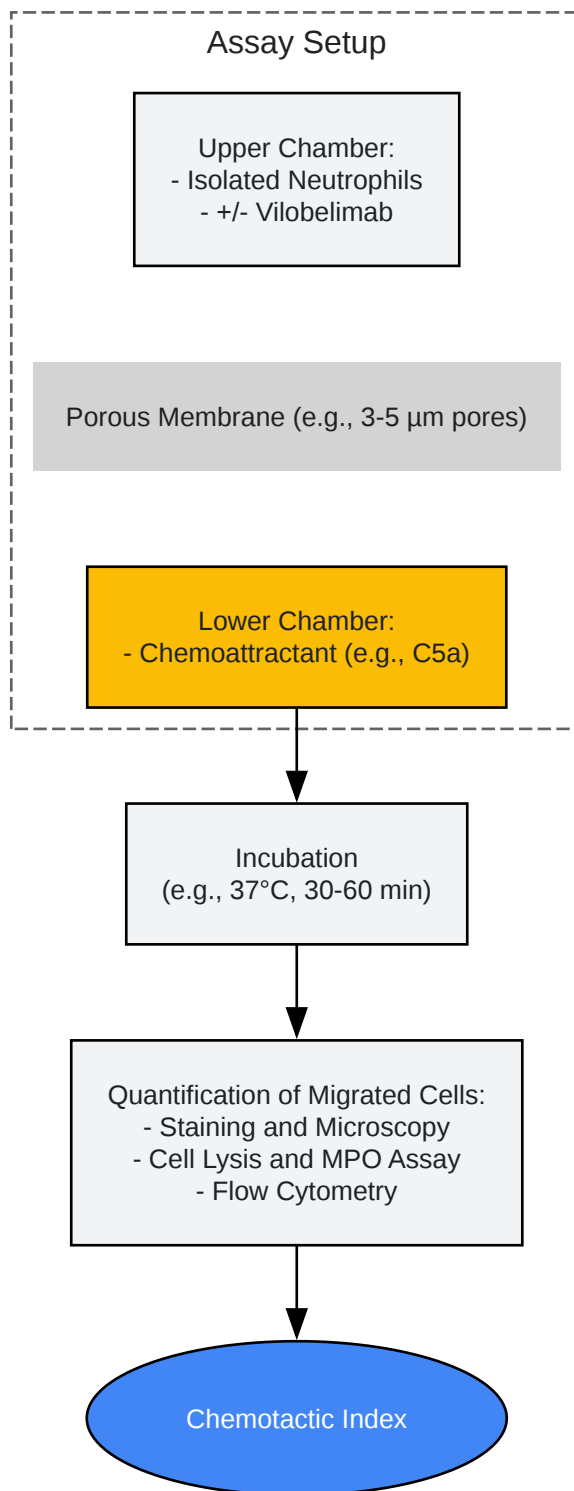 Assay Setup
Upper Chamber:
- Isolated Neutrophils
- +/- Vilobelimab
Porous Membrane (e.g., 3-5 µm pores)
Lower Chamber:
- Chemoattractant (e.g., C5a)
Incubation
(e.g., 37°C, 30-60 min)
Quantification of Migrated Cells:
- Staining and Microscopy
- Cell Lysis and MPO Assay
- Flow Cytometry
Chemotactic Index